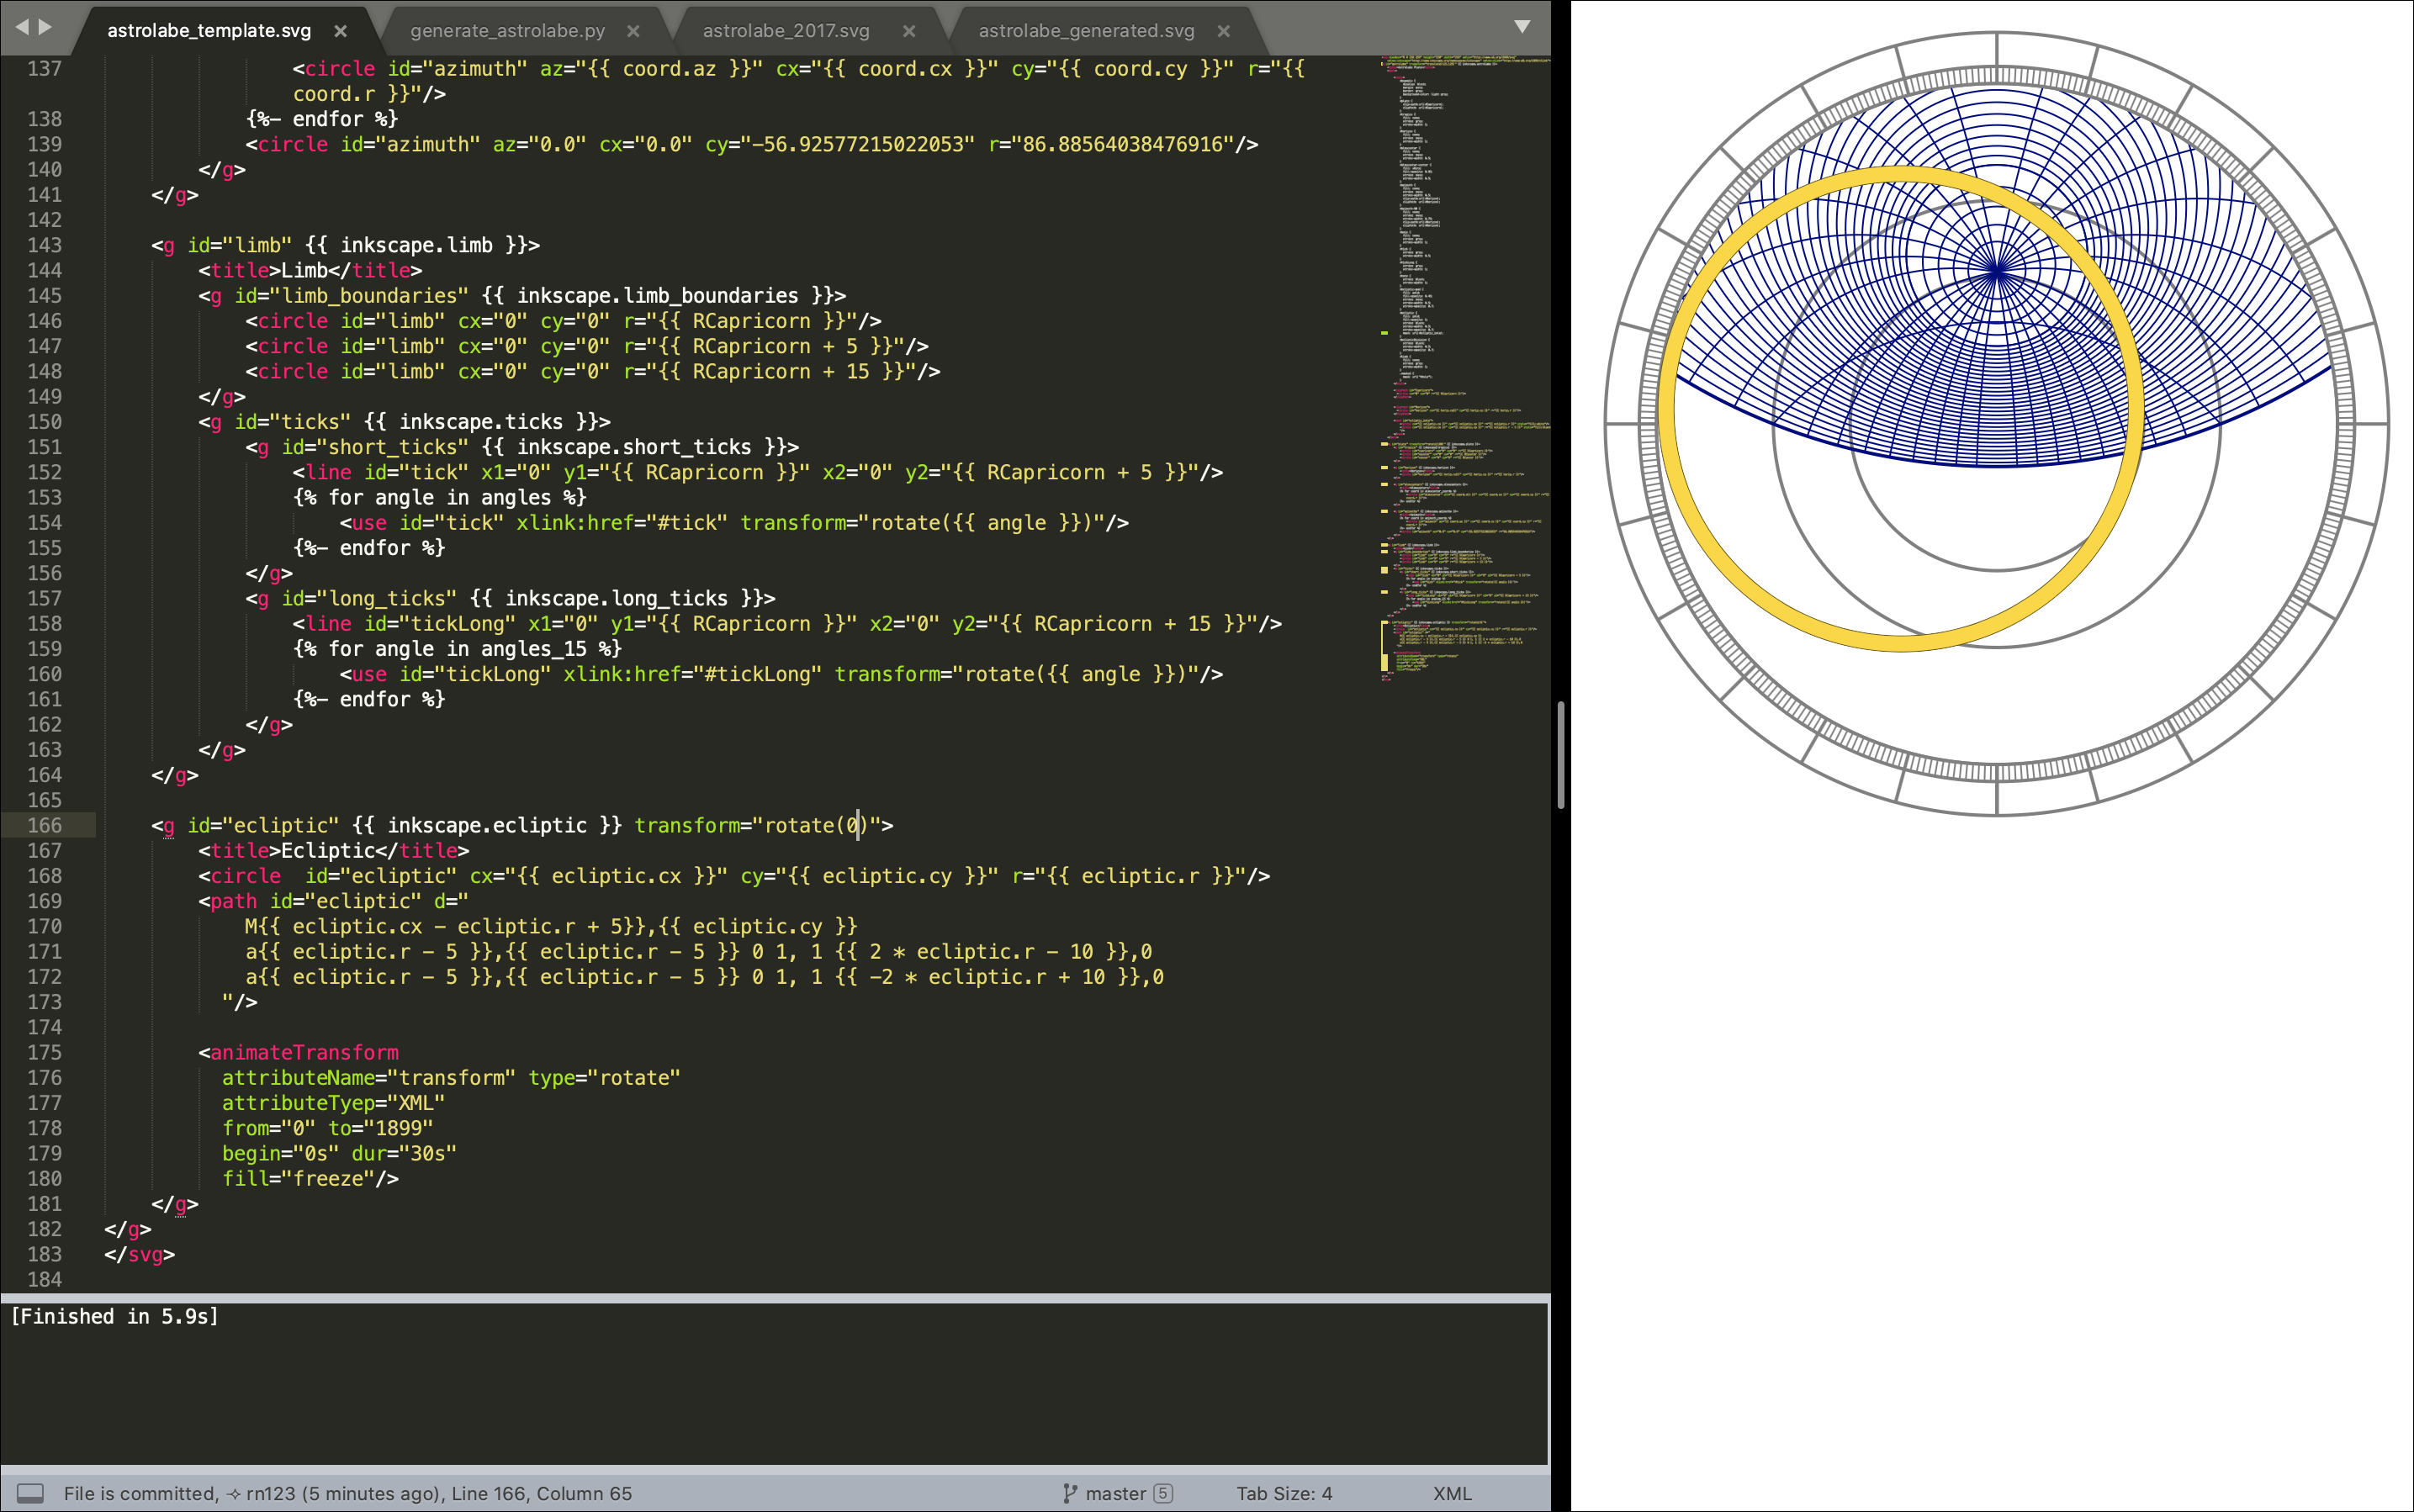 astrolabe_template.svg ×
generate_astrolabe.py ×
astrolabe_2017.svg ×
astrolabe_generated.svg ×
137 <circle id="azimuth" az="{{ coord.az }}" cx="{{ coord.cx }}" cy="{{ coord.cy }}" r="{{
coord.r }}"/>
138 {%- endfor %}
139 <circle id="azimuth" az="0.0" cx="0.0" cy="-56.92577215022053" r="86.88564038476916"/>
140 </g>
141 </g>
142
143 <g id="limb" {{ inkscape.limb }}>
144 <title>Limb</title>
145 <g id="limb_boundaries" {{ inkscape.limb_boundaries }}>
146 <circle id="limb" cx="0" cy="0" r="{{ RCapricorn }}"/>
147 <circle id="limb" cx="0" cy="0" r="{{ RCapricorn + 5 }}"/>
148 <circle id="limb" cx="0" cy="0" r="{{ RCapricorn + 15 }}"/>
149 </g>
150 <g id="ticks" {{ inkscape.ticks }}>
151 <g id="short_ticks" {{ inkscape.short_ticks }}>
152 <line id="tick" x1="0" y1="{{ RCapricorn }}" x2="0" y2="{{ RCapricorn + 5 }}"/>
153 {% for angle in angles %}
154 <use id="tick" xlink:href="#tick" transform="rotate({{ angle }})"/>
155 {%- endfor %}
156 </g>
157 <g id="long_ticks" {{ inkscape.long_ticks }}>
158 <line id="tickLong" x1="0" y1="{{ RCapricorn }}" x2="0" y2="{{ RCapricorn + 15 }}"/>
159 {% for angle in angles_15 %}
160 <use id="tickLong" xlink:href="#tickLong" transform="rotate({{ angle }})"/>
161 {%- endfor %}
162 </g>
163 </g>
164 </g>
165
166 <g id="ecliptic" {{ inkscape.ecliptic }} transform="rotate(0)">
167 <title>Ecliptic</title>
168 <circle  id="ecliptic" cx="{{ ecliptic.cx }}" cy="{{ ecliptic.cy }}" r="{{ ecliptic.r }}"/>
169 <path id="ecliptic" d="
170 M{{ ecliptic.cx - ecliptic.r + 5}},{{ ecliptic.cy }}
171 a{{ ecliptic.r - 5 }},{{ ecliptic.r - 5 }} 0 1, 1 {{ 2 * ecliptic.r - 10 }},0
172 a{{ ecliptic.r - 5 }},{{ ecliptic.r - 5 }} 0 1, 1 {{ -2 * ecliptic.r + 10 }},0
173 "/>
174
175 <animateTransform
176 attributeName="transform" type="rotate"
177 attributeTyep="XML"
178 from="0" to="1899"
179 begin="0s" dur="30s"
180 fill="freeze"/>
181 </g>
182 </g>
183 </svg>
184
[Finished in 5.9s]
File is committed, rn123 (5 minutes ago), Line 166, Column 65
master 5
Tab Size: 4
XML